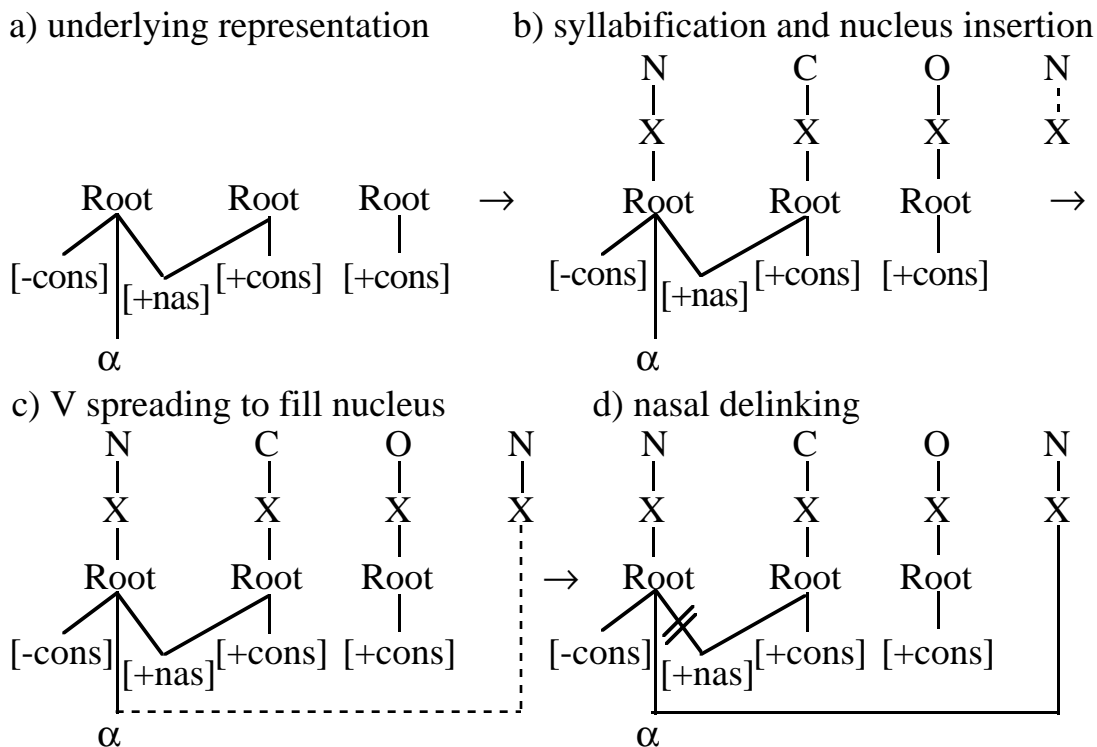 a) underlying representation
b) syllabification and nucleus insertion
N C O N
X X X X
Root Root Root → Root Root Root →
[-cons] [+nas] [+cons] [+cons] [-cons] [+nas] [+cons] [+cons]
α α
c) V spreading to fill nucleus
d) nasal delinking
N C O N N C O N
X X X X X X X X
Root Root Root → Root Root Root
[-cons] [+nas] [+cons] [+cons] [-cons] [+nas] [+cons] [+cons]
α α